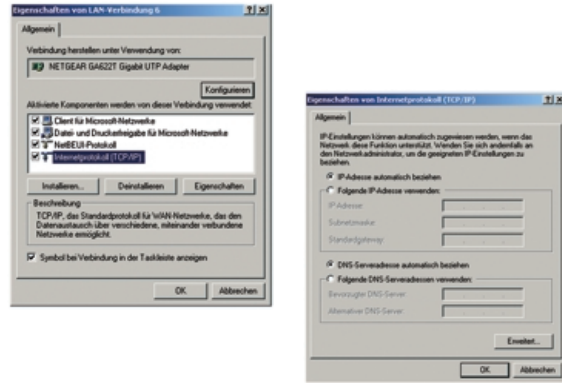 Eigenschaften von LAN-Verbindung 6
Allgemein
Verbindung herstellen unter Verwendung von:
NETGEAR GA622T Gigabit UTP Adapter
Konfigurieren
Aktivierte Komponenten werden von dieser Verbindung verwendet:
Client für Microsoft-Netzwerke
Datei- und Druckerfreigabe für Microsoft-Netzwerke
NetBEUI-Protokoll
Internetprotokoll (TCP/IP)
Installieren...
Deinstallieren
Eigenschaften
Beschreibung
TCP/IP, das Standardprotokoll für WAN-Netzwerke, das den
Datenaustausch über verschiedene, miteinander verbundene
Netzwerke ermöglicht.
Symbol bei Verbindung in der Taskleiste anzeigen
OK
Abbrechen
Eigenschaften von Internetprotokoll (TCP/IP)
Allgemein
IP-Einstellungen können automatisch zugewiesen werden, wenn das
Netzwerk diese Funktion unterstützt. Wenden Sie sich andernfalls an
den Netzwerkadministrator, um die geeigneten IP-Einstellungen zu
beziehen.
IP-Adresse automatisch beziehen
Folgende IP-Adresse verwenden:
IP-Adresse:
Subnetzmaske:
Standardgateway:
DNS-Serveradresse automatisch beziehen
Folgende DNS-Serveradressen verwenden:
Bevorzugter DNS-Server:
Alternativer DNS-Server:
Erweitert...
OK
Abbrechen